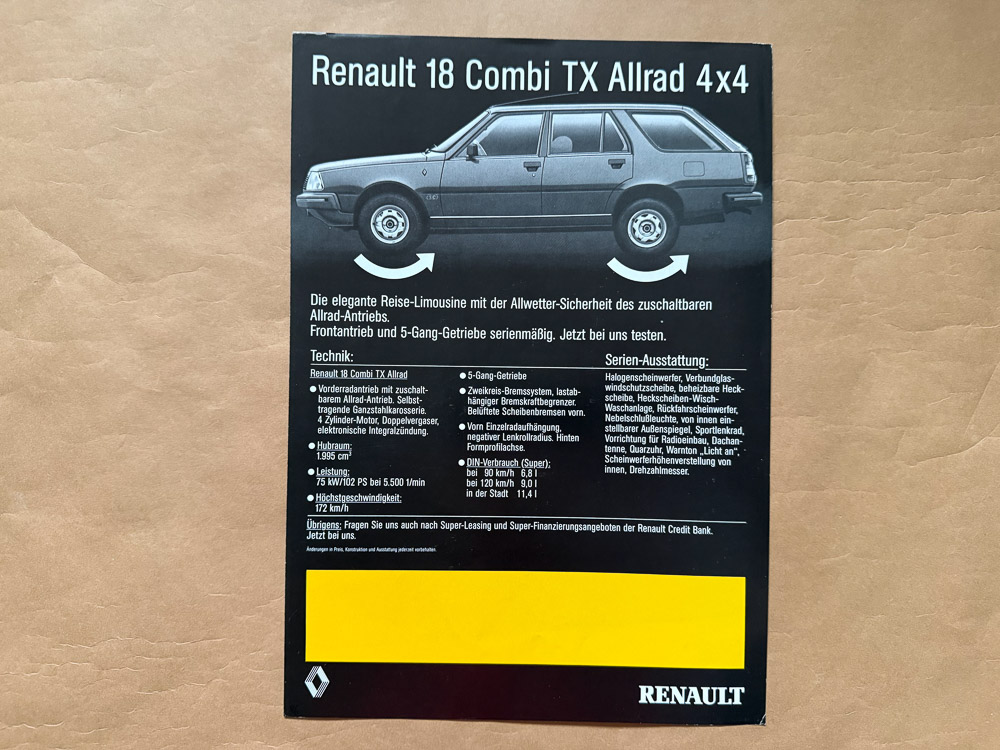 Renault 18 Combi TX Allrad 4x4
Die elegante Reise-Limousine mit der Allwetter-Sicherheit des zuschaltbaren
Allrad-Antriebs.
Frontantrieb und 5-Gang-Getriebe serienmäßig. Jetzt bei uns testen.
Technik:
Renault 18 Combi TX Allrad
● Vorderradantrieb mit zuschalt-
barem Allrad-Antrieb. Selbst-
tragende Ganzstahlkarosserie.
4 Zylinder-Motor, Doppelvergaser,
elektronische Integralzündung.
● Hubraum:
1.995 cm³
● Leistung:
75 kW/102 PS bei 5.500 1/min
● Höchstgeschwindigkeit:
172 km/h
● 5-Gang-Getriebe
● Zweikreis-Bremssystem, lastab-
hängiger Bremskraftbegrenzer.
Belüftete Scheibenbremsen vorn.
● Vorn Einzelradaufhängung,
negativer Lenkrollradius. Hinten
Formprofilachse.
● DIN-Verbrauch (Super):
bei 90 km/h 6,8 l
bei 120 km/h 9,0 l
in der Stadt 11,4 l
Serien-Ausstattung:
Halogenscheinwerfer, Verbundglas-
windschutzscheibe, beheizbare Heck-
scheibe, Heckscheiben-Wisch-
Waschanlage, Rückfahrscheinwerfer,
Nebelschlußleuchte, von innen ein-
stellbarer Außenspiegel, Sportlenkrad,
Vorrichtung für Radioeinbau, Dachan-
tenne, Quarzuhr, Warnton „Licht an",
Scheinwerferhöhenverstellung von
innen, Drehzahlmesser.
Übrigens: Fragen Sie uns auch nach Super-Leasing und Super-Finanzierungsangeboten der Renault Credit Bank.
Jetzt bei uns.
Änderungen in Preis, Konstruktion und Ausstattung jederzeit vorbehalten.
RENAULT